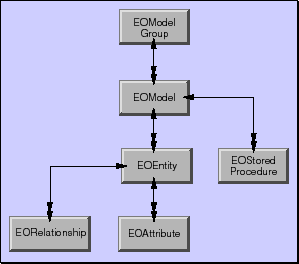 EOModel
Group
EOModel
EOEntity
EOStored
Procedure
EORelationship
EOAttribute